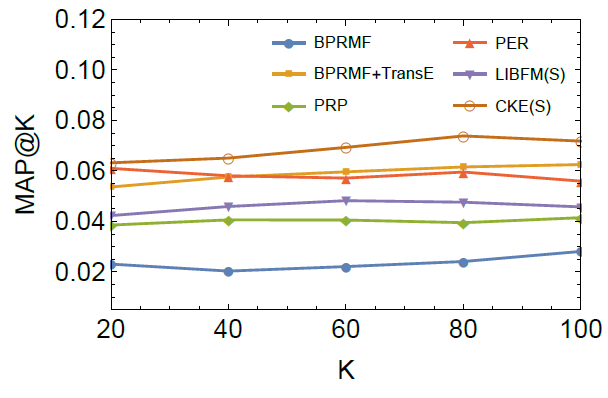 0.12
0.10
0.08
0.06
0.04
0.02
MAP@K
BPRMF
BPRMF+TransE
PRP
PER
LIBFM(S)
CKE(S)
20 40 60 80 100
K